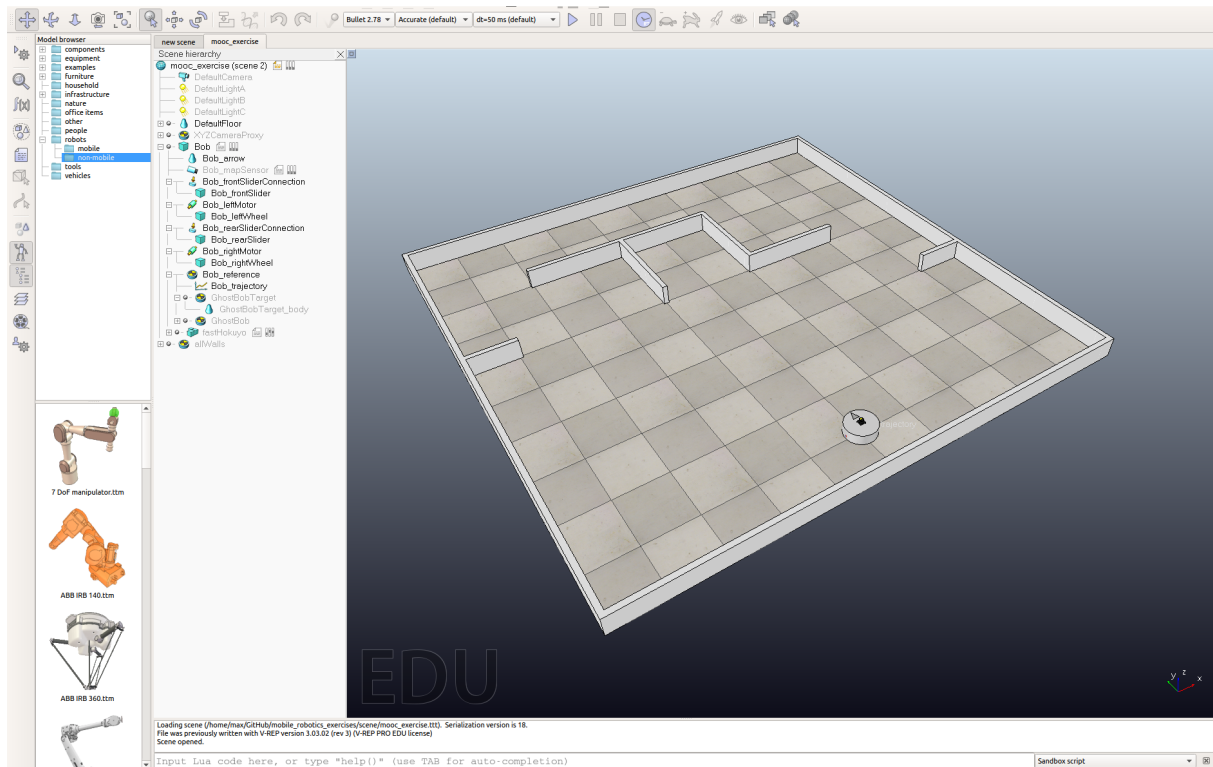 Bullet 2.78
Accurate (default)
dt=50 ms (default)
Model browser
components
equipment
examples
furniture
household
infrastructure
nature
office items
other
people
robots
mobile
non-mobile
tools
vehicles
7 DoF manipulator.ttm
ABB IRB 140.ttm
ABB IRB 360.ttm
new scene
mooc_exercise
Scene hierarchy
mooc_exercise (scene 2)
DefaultCamera
DefaultLightA
DefaultLightB
DefaultLightC
DefaultFloor
XYZCameraProxy
Bob
Bob_arrow
Bob_mapSensor
Bob_frontSliderConnection
Bob_frontSlider
Bob_leftMotor
Bob_leftWheel
Bob_rearSliderConnection
Bob_rearSlider
Bob_rightMotor
Bob_rightWheel
Bob_reference
Bob_trajectory
GhostBobTarget
GhostBobTarget_body
GhostBob
fastHokuyo
allWalls
trajectory
EDU
z
y
x
Loading scene (/home/max/GitHub/mobile_robotics_exercises/scene/mooc_exercise.ttt). Serialization version is 18.
File was previously written with V-REP version 3.03.02 (rev 3) (V-REP PRO EDU license)
Scene opened.
Input Lua code here, or type "help()" (use TAB for auto-completion)
Sandbox script
f(x)